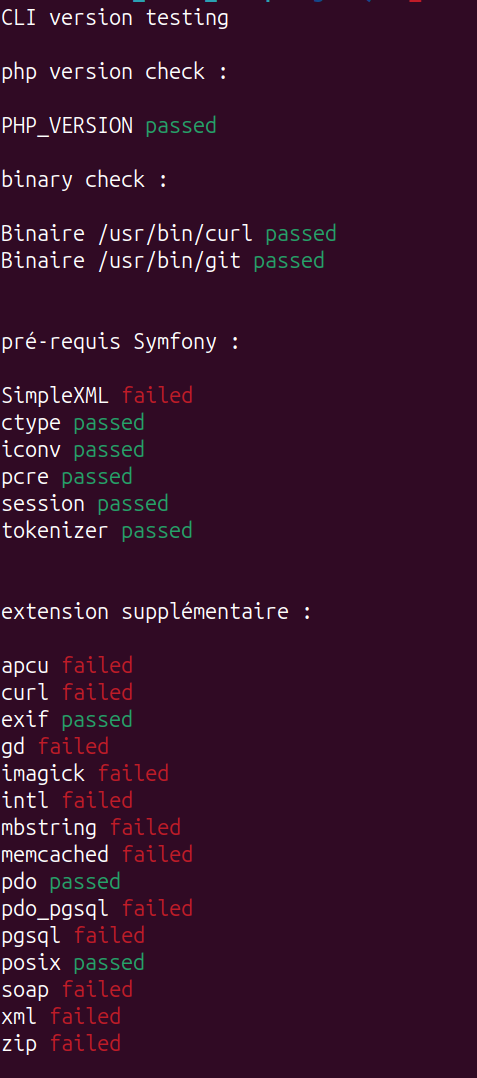 CLI version testing
php version check :
PHP_VERSION passed
binary check :
Binaire /usr/bin/curl passed
Binaire /usr/bin/git passed
pré-requis Symfony :
SimpleXML failed
ctype passed
iconv passed
pcre passed
session passed
tokenizer passed
extension supplémentaire :
apcu failed
curl failed
exif passed
gd failed
imagick failed
intl failed
mbstring failed
memcached failed
pdo passed
pdo_pgsql failed
pgsql failed
posix passed
soap failed
xml failed
zip failed